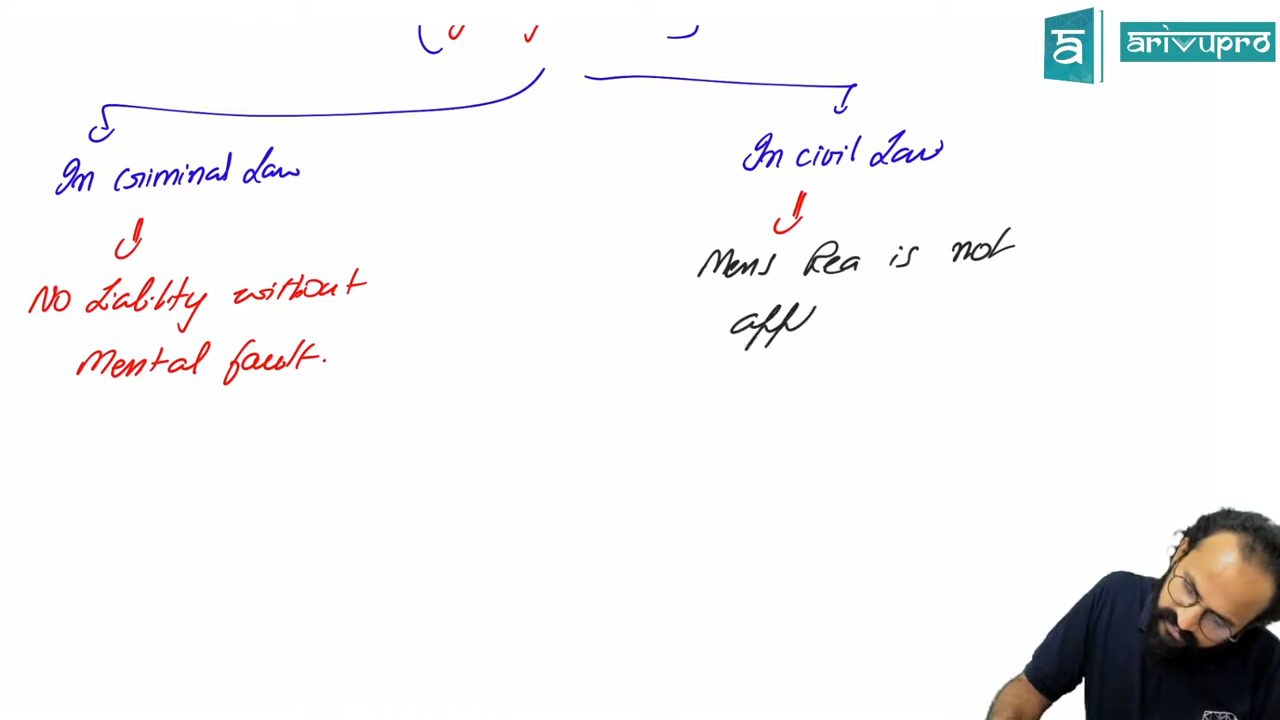 a
arivupro
In criminal Law
In civil Law
No Liability without
Mental fault.
Mens Rea is not
app